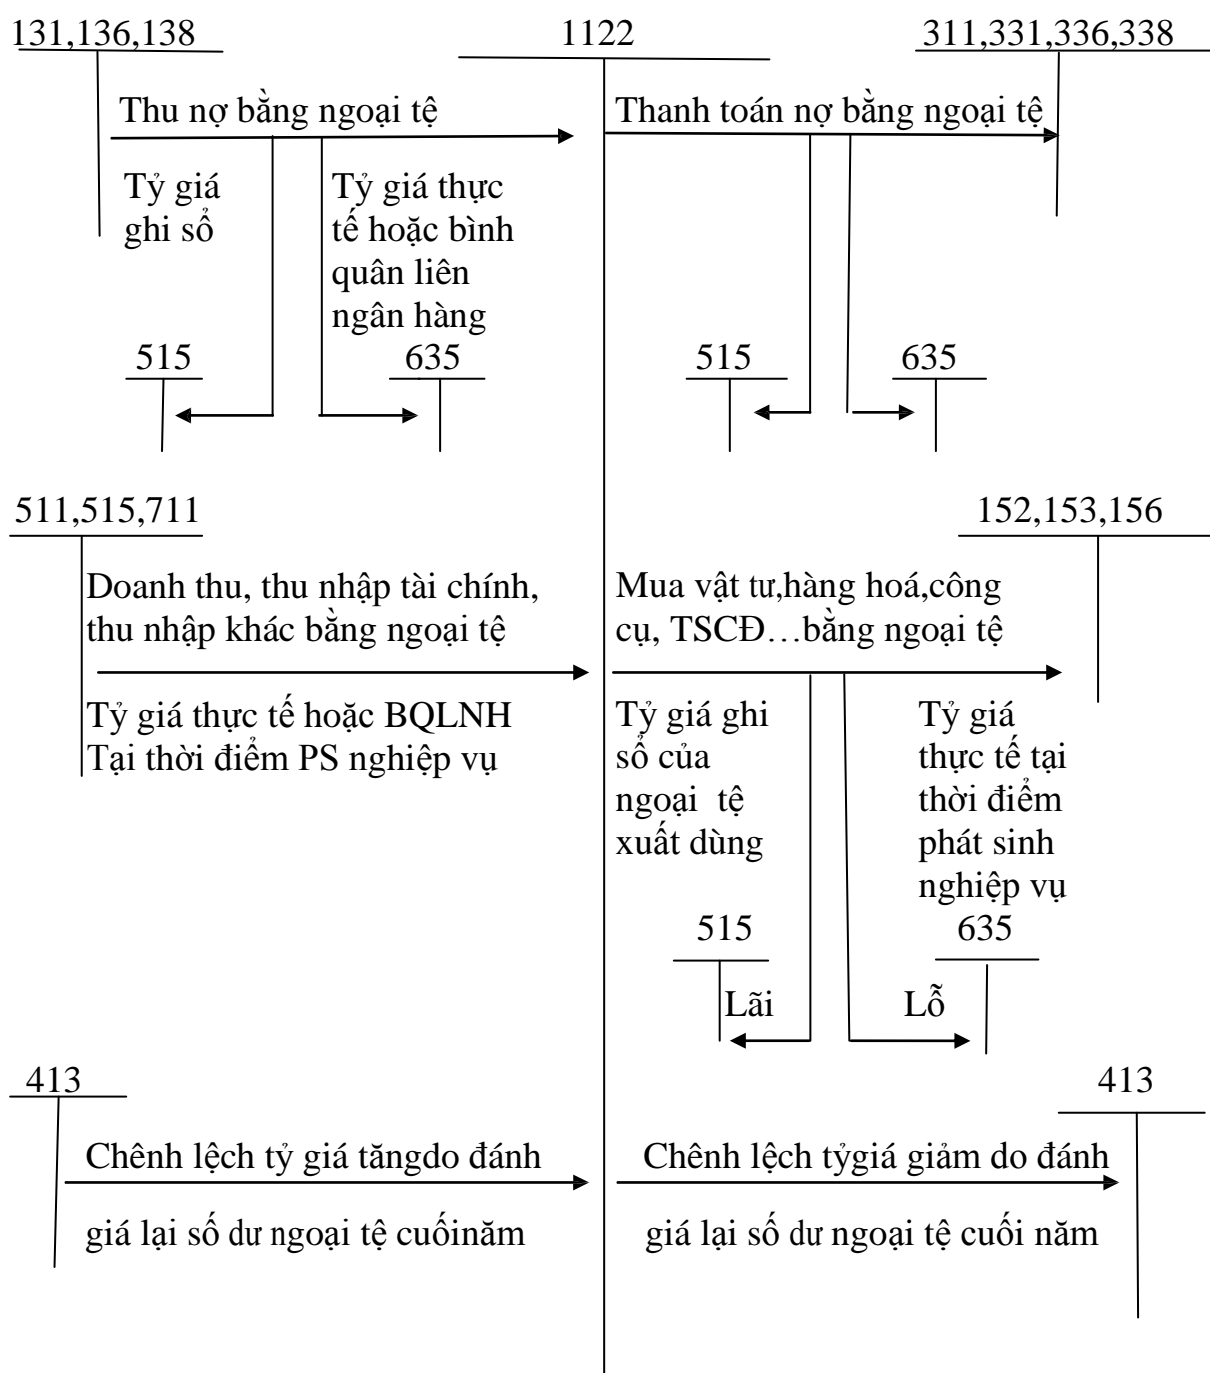 131,136,138
1122
311,331,336,338
Thu nợ bằng ngoại tệ
Thanh toán nợ bằng ngoại tệ
Tỷ giá
ghi sổ
Tỷ giá thực
tế hoặc bình
quân liên
ngân hàng
515
635
515
635
511,515,711
152,153,156
Doanh thu, thu nhập tài chính,
thu nhập khác bằng ngoại tệ
Mua vật tư,hàng hoá,công
cụ, TSCĐ…bằng ngoại tệ
Tỷ giá thực tế hoặc BQLNH
Tại thời điểm PS nghiệp vụ
Tỷ giá ghi
sổ của
ngoại tệ
xuất dùng
Tỷ giá
thực tế tại
thời điểm
phát sinh
nghiệp vụ
515
635
Lãi
Lỗ
413
413
Chênh lệch tỷ giá tăngdo đánh
giá lại số dư ngoại tệ cuốinăm
Chênh lệch tỷgiá giảm do đánh
giá lại số dư ngoại tệ cuối năm